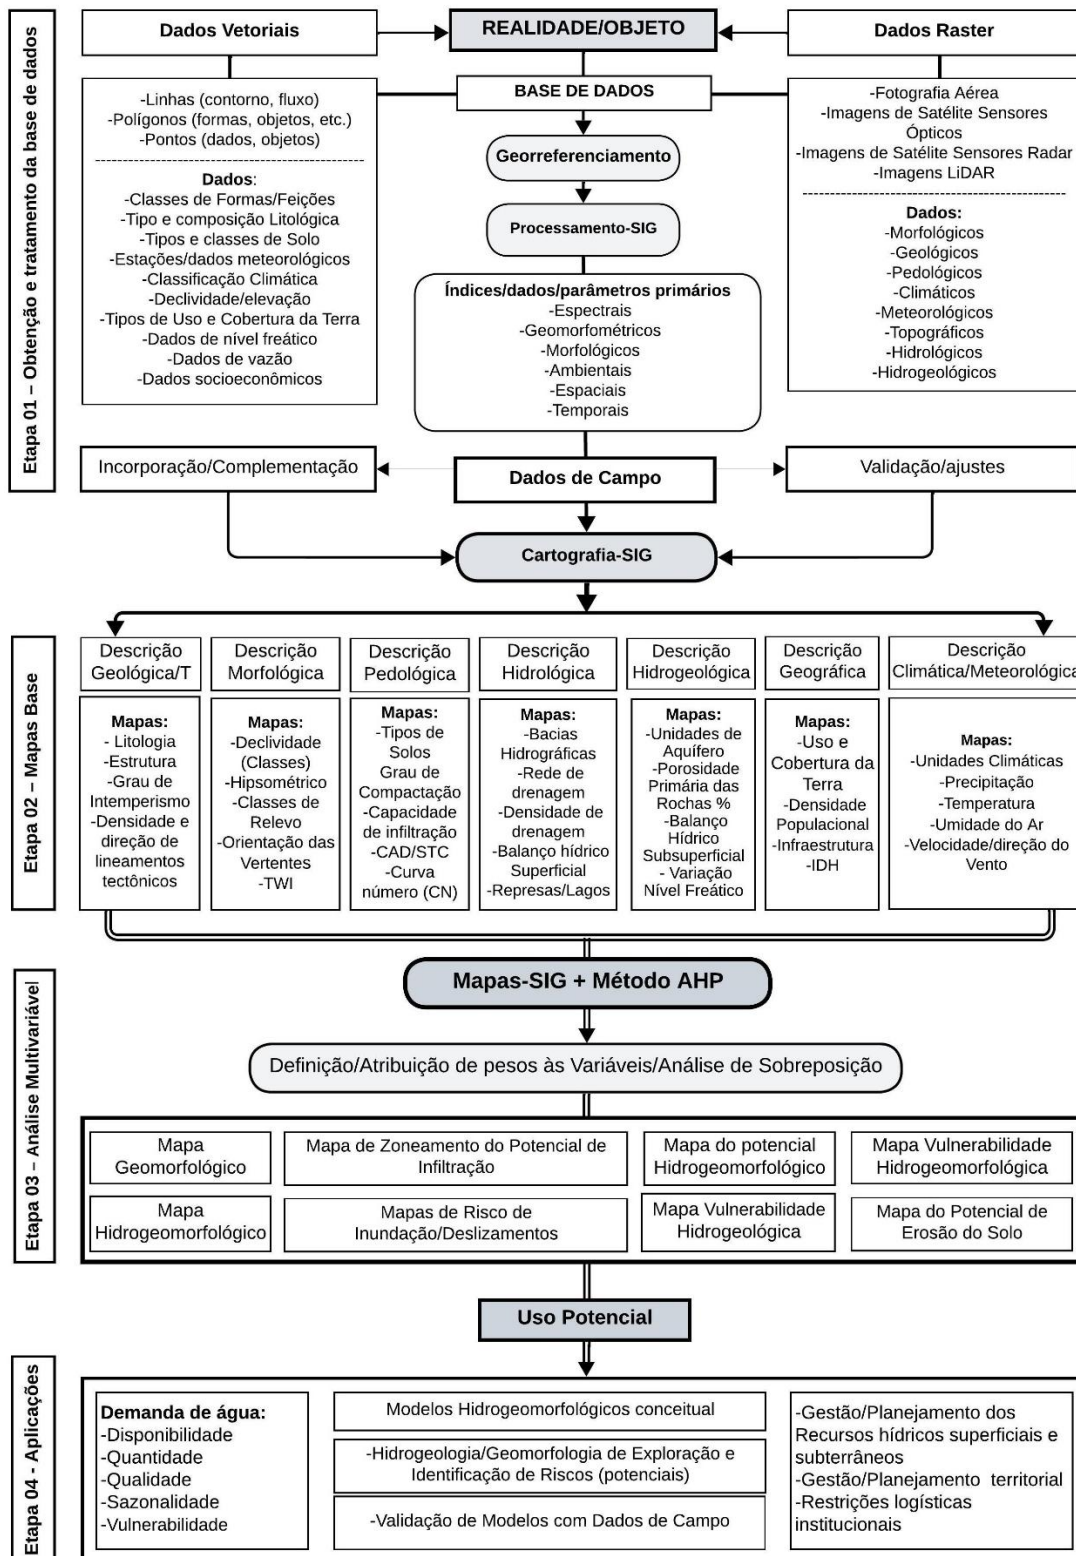 Etapa 01 – Obtenção e tratamento da base de dados
Dados Vetoriais
REALIDADE/OBJETO
Dados Raster
-Linhas (contorno, fluxo)
-Polígonos (formas, objetos, etc.)
-Pontos (dados, objetos)
Dados:
-Classes de Formas/Feições
-Tipo e composição Litológica
-Tipos e classes de Solo
-Estações/dados meteorológicos
-Classificação Climática
-Declividade/elevação
-Tipos de Uso e Cobertura da Terra
-Dados de nível freático
-Dados de vazão
-Dados socioeconômicos
BASE DE DADOS
Georreferenciamento
Processamento-SIG
Índices/dados/parâmetros primários
-Espectrais
-Geomorfométricos
-Morfológicos
-Ambientais
-Espaciais
-Temporais
-Fotografia Aérea
-Imagens de Satélite Sensores
Ópticos
-Imagens de Satélite Sensores Radar
-Imagens LiDAR
Dados:
-Morfológicos
-Geológicos
-Pedológicos
-Climáticos
-Meteorológicos
-Topográficos
-Hidrológicos
-Hidrogeológicos
Incorporação/Complementação
Dados de Campo
Validação/ajustes
Cartografia-SIG
Etapa 02 – Mapas Base
Descrição
Geológica/T
Mapas:
- Litologia
-Estrutura
-Grau de
Intemperismo
-Densidade e
direção de
lineamentos
tectônicos
Descrição
Morfológica
Mapas:
-Declividade
(Classes)
-Hipsométrico
-Classes de
Relevo
-Orientação das
Vertentes
-TWI
Descrição
Pedológica
Mapas:
-Tipos de
Solos
Grau de
Compactação
-Capacidade
de infiltração
-CAD/STC
-Curva
número (CN)
Descrição
Hidrológica
Mapas:
-Bacias
Hidrográficas
-Rede de
drenagem
-Densidade de
drenagem
-Balanço hídrico
Superficial
-Represas/Lagos
Descrição
Hidrogeológica
Mapas:
-Unidades de
Aquífero
-Porosidade
Primária das
Rochas %
-Balanço
Hídrico
Subsuperficial
- Variação
Nível Freático
Descrição
Geográfica
Mapas:
-Uso e
Cobertura da
Terra
-Densidade
Populacional
-Infraestrutura
-IDH
Descrição
Climática/Meteorológica
Mapas:
-Unidades Climáticas
-Precipitação
-Temperatura
-Umidade do Ar
-Velocidade/direção do
Vento
Etapa 03 – Análise Multivariável
Mapas-SIG + Método AHP
Definição/Atribuição de pesos às Variáveis/Análise de Sobreposição
Mapa
Geomorfológico
Mapa de Zoneamento do Potencial de
Infiltração
Mapa do potencial
Hidrogeomorfológico
Mapa Vulnerabilidade
Hidrogeomorfológica
Mapa
Hidrogeomorfológico
Mapas de Risco de
Inundação/Deslizamentos
Mapa Vulnerabilidade
Hidrogeológica
Mapa do Potencial de
Erosão do Solo
Uso Potencial
Etapa 04 - Aplicações
Demanda de água:
-Disponibilidade
-Quantidade
-Qualidade
-Sazonalidade
-Vulnerabilidade
Modelos Hidrogeomorfológicos conceitual
-Hidrogeologia/Geomorfologia de Exploração e
Identificação de Riscos (potenciais)
-Validação de Modelos com Dados de Campo
-Gestão/Planejamento dos
Recursos hídricos superficiais e
subterrâneos
-Gestão/Planejamento territorial
-Restrições logísticas
institucionais